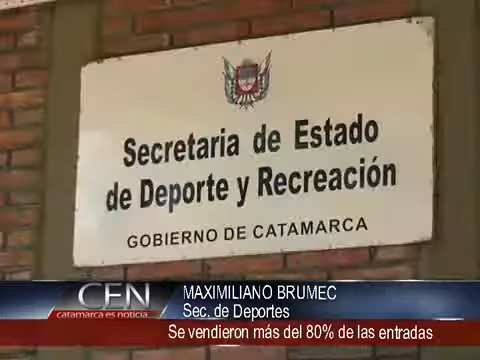 Secretaria de Estado
de Deporte y Recreación
GOBIERNO DE CATAMARCA
CEN
catamarca es noticia
MAXIMILIANO BRUMEC
Sec. de Deportes
Se vendieron más del 80% de las entradas